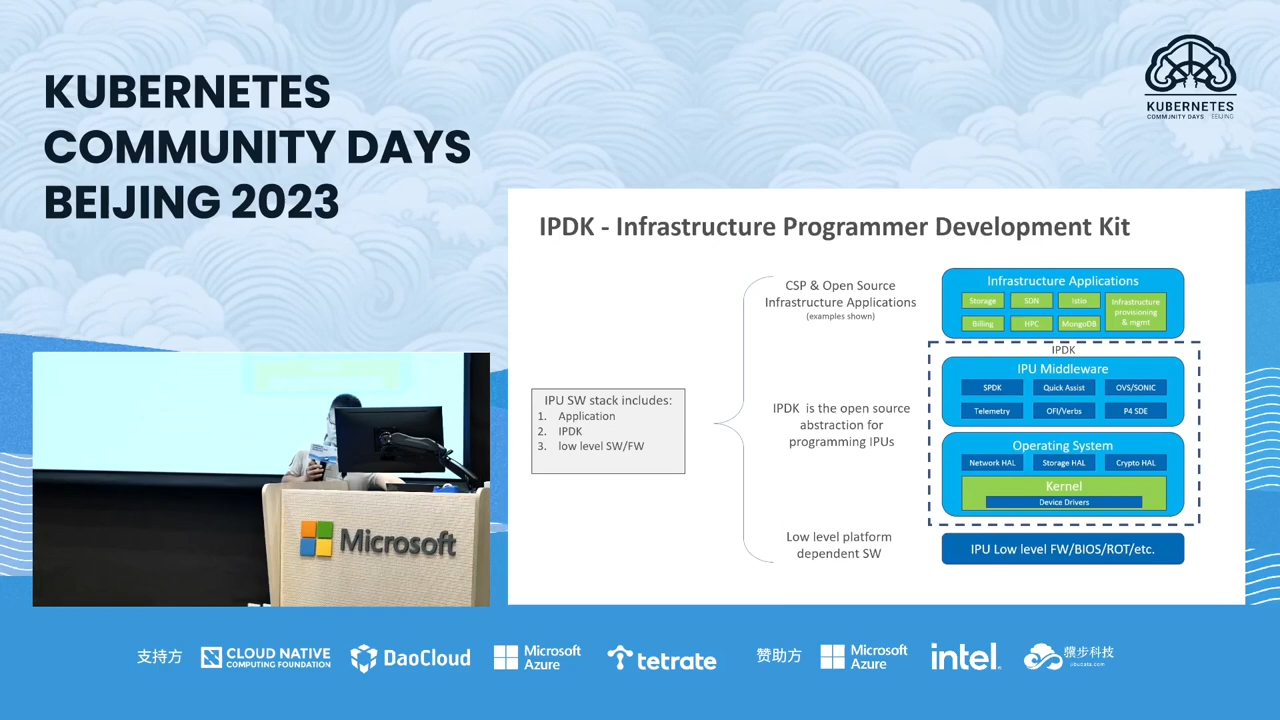 KUBERNETES
COMMUNITY DAYS
BEIJING 2023
KUBERNETES
COMMUNITY DAYS BEIJING
IPDK - Infrastructure Programmer Development Kit
IPU SW stack includes:
1. Application
2. IPDK
3. low level SW/FW
CSP & Open Source
Infrastructure Applications
(examples shown)
IPDK is the open source
abstraction for
programming IPUs
Low level platform
dependent SW
Infrastructure Applications
Storage SDN Istio
Billing HPC MongoDB
Infrastructure
provisioning
& mgmt
IPDK
IPU Middleware
SPDK Quick Assist OVS/SONIC
Telemetry OFI/Verbs P4 SDE
Operating System
Network HAL Storage HAL Crypto HAL
Kernel
Device Drivers
IPU Low level FW/BIOS/ROT/etc.
Microsoft
支持方
CLOUD NATIVE
COMPUTING FOUNDATION
DaoCloud
Microsoft
Azure
tetrate
赞助方
Microsoft
Azure
intel.
骥步科技
jibudata.com